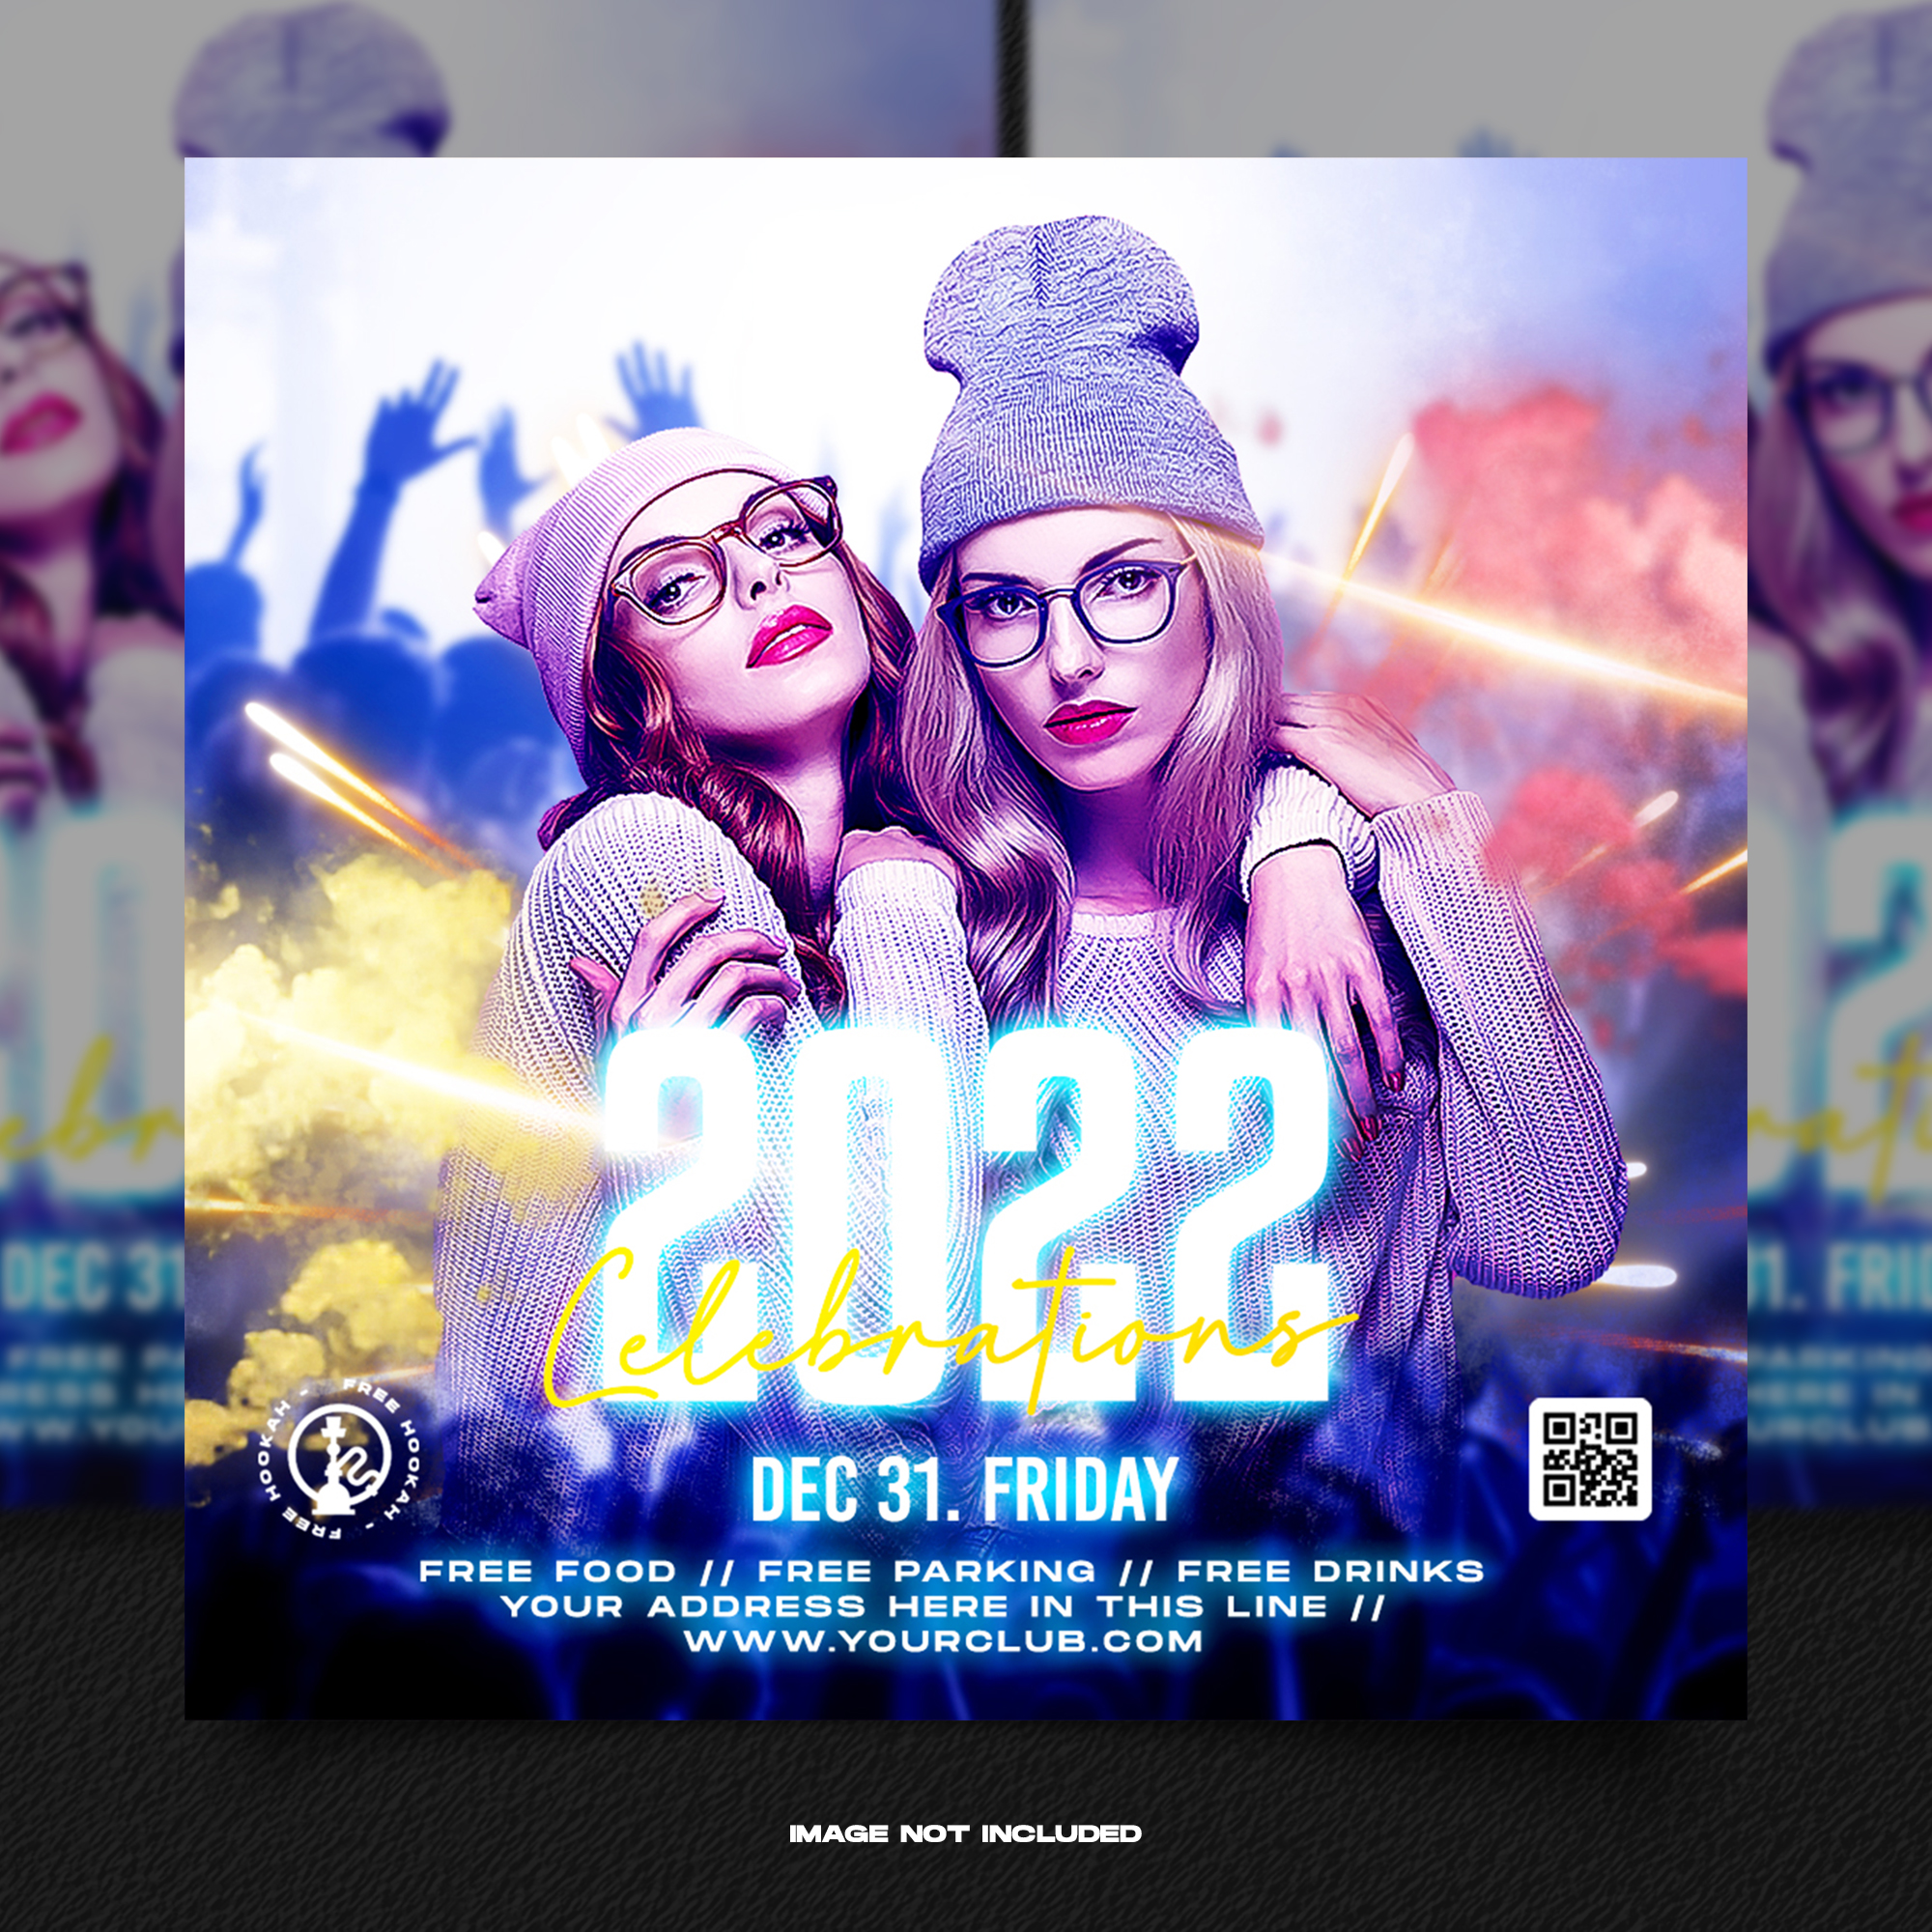 2022
Celebrations
DEC 31. FRIDAY
FREE HOOKAH - FREE HOOKAH - FREE
FREE FOOD // FREE PARKING // FREE DRINKS
YOUR ADDRESS HERE IN THIS LINE //
WWW.YOURCLUB.COM
IMAGE NOT INCLUDED